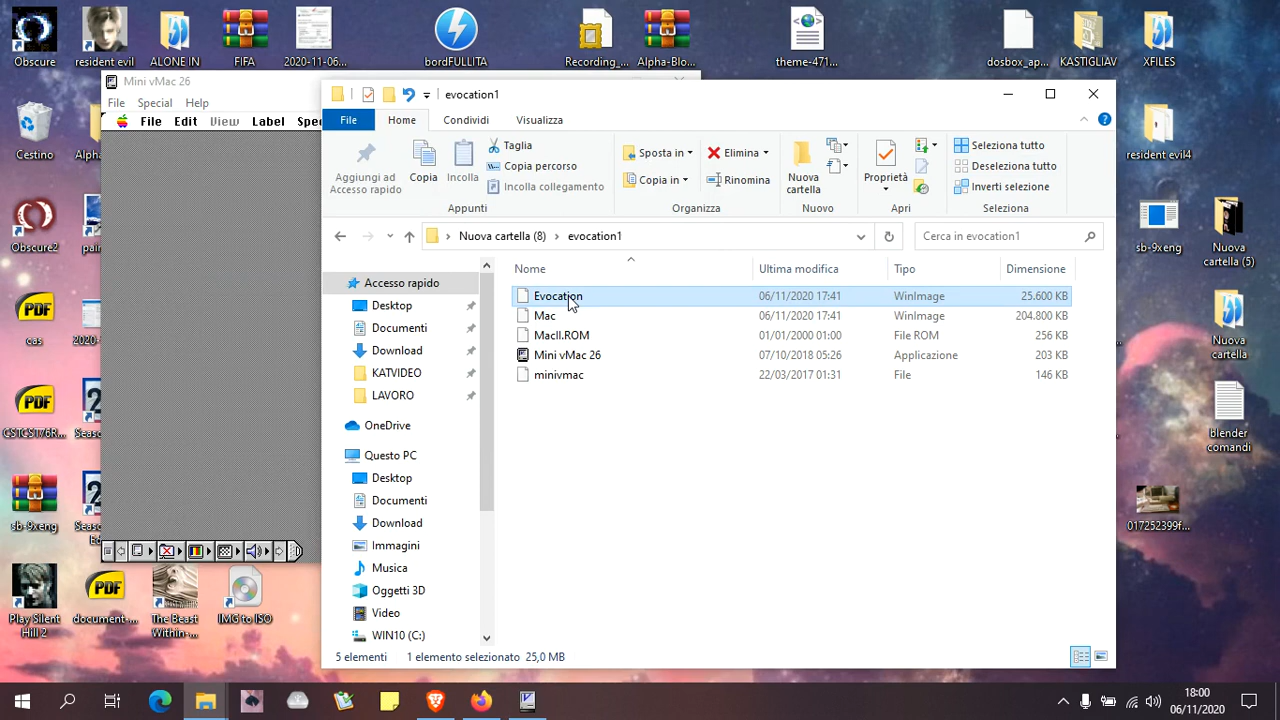 Obscure
resident evil
ALONE IN
FIFA
2020-11-06...
bordFULLITA
Recording_...
Alpha-Blo...
theme-471...
dosbox_ap...
KASTIGLIAV
XFILES
Mini vMac 26
File Special Help
File Edit View Label Spe
Cestino
Alpha
Obscure2
pain
cas
2020-
CSTCST176R...
Seaso
sb-9xeng
Seaso
Ed
Play Silent
Hill 2
document-...
The Beast
Within-...
IMG to ISO
evocation1
File Home Condividi Visualizza
Aggiungi ad
Accesso rapido
Copia
Incolla
Taglia
Copia percorso
Incolla collegamento
Appunti
Sposta in
Copia in
Elimina
Rinomina
Organizza
Nuova
cartella
Nuovo
Proprietà
Apri
Seleziona tutto
Deseleziona tutto
Inverti selezione
Seleziona
Nuova cartella (8) evocation1
Cerca in evocation1
Nome Ultima modifica Tipo Dimensione
Evocation 06/11/2020 17:41 WinImage 25.600 KB
Mac 06/11/2020 17:41 WinImage 204.800 KB
MacII.ROM 01/01/2000 00:00 File ROM 256 KB
Mini vMac 26 07/10/2018 05:26 Applicazione 203 KB
minivmac 22/03/2017 01:31 File 146 KB
Accesso rapido
Desktop
Documenti
Download
KATVIDEO
LAVORO
OneDrive
Questo PC
Desktop
Documenti
Download
Immagini
Musica
Oggetti 3D
Video
WIN10 (C:)
5 elementi 1 elemento selezionato 25,0 MB
resident evil4
sb-9xeng
Nuova
cartella (5)
Nuova
cartella
blender
comandi
017252399f...
18:00
06/11/2020